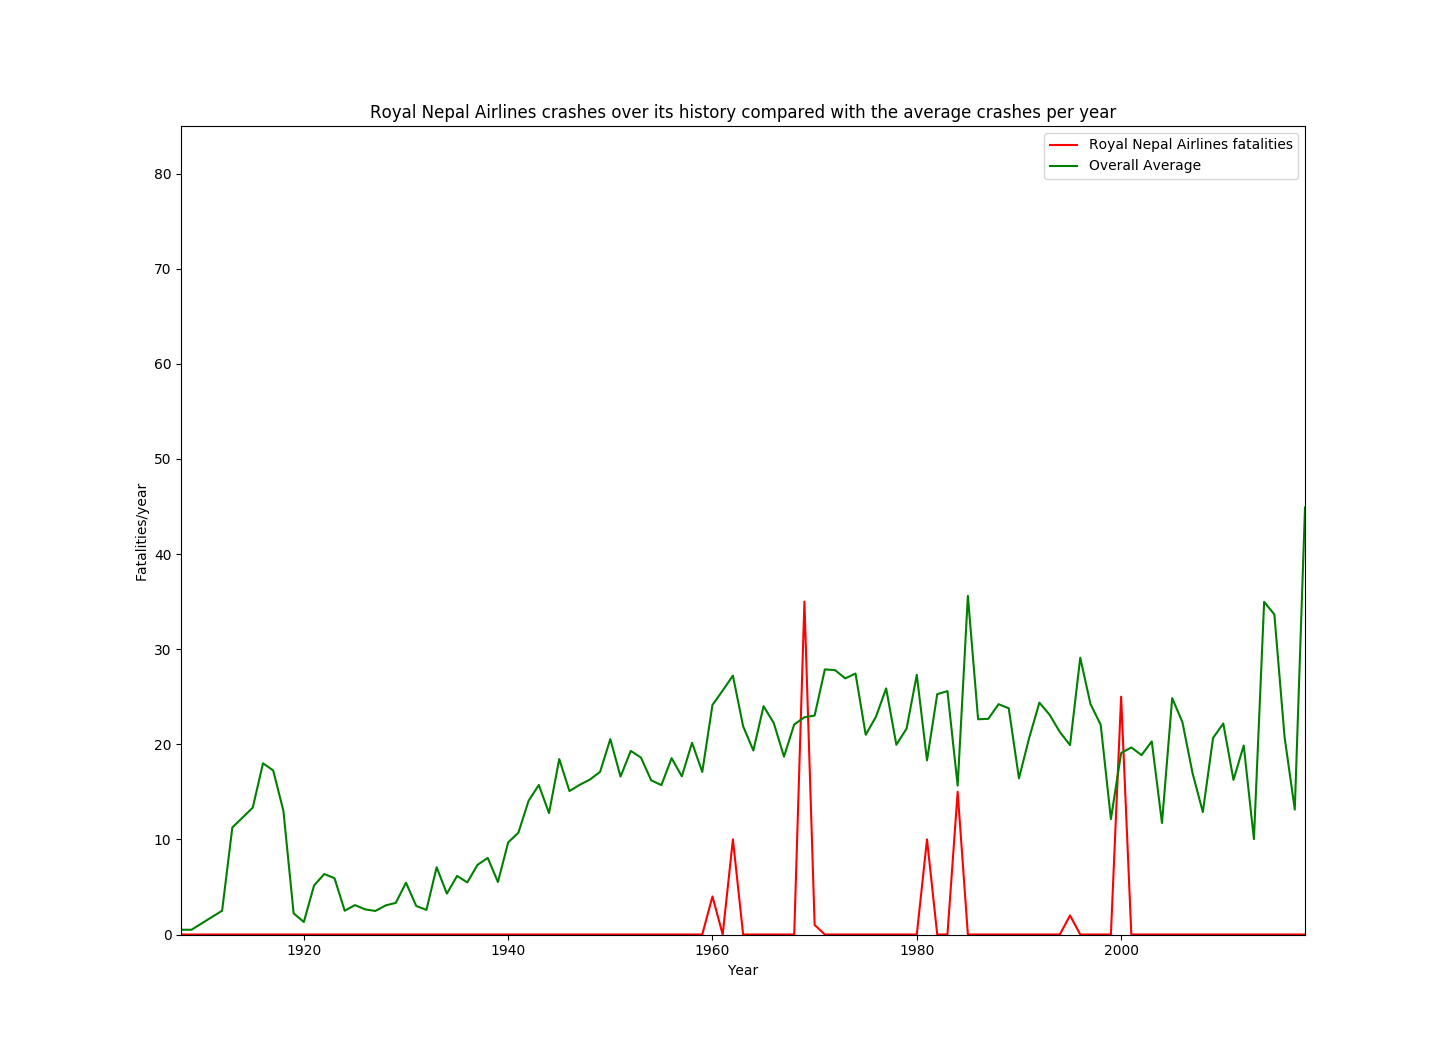 Royal Nepal Airlines crashes over its history compared with the average crashes per year
Royal Nepal Airlines fatalities
Overall Average
80
70
60
50
40
30
20
10
0
Fatalities/year
1920
1940
1960
1980
2000
Year